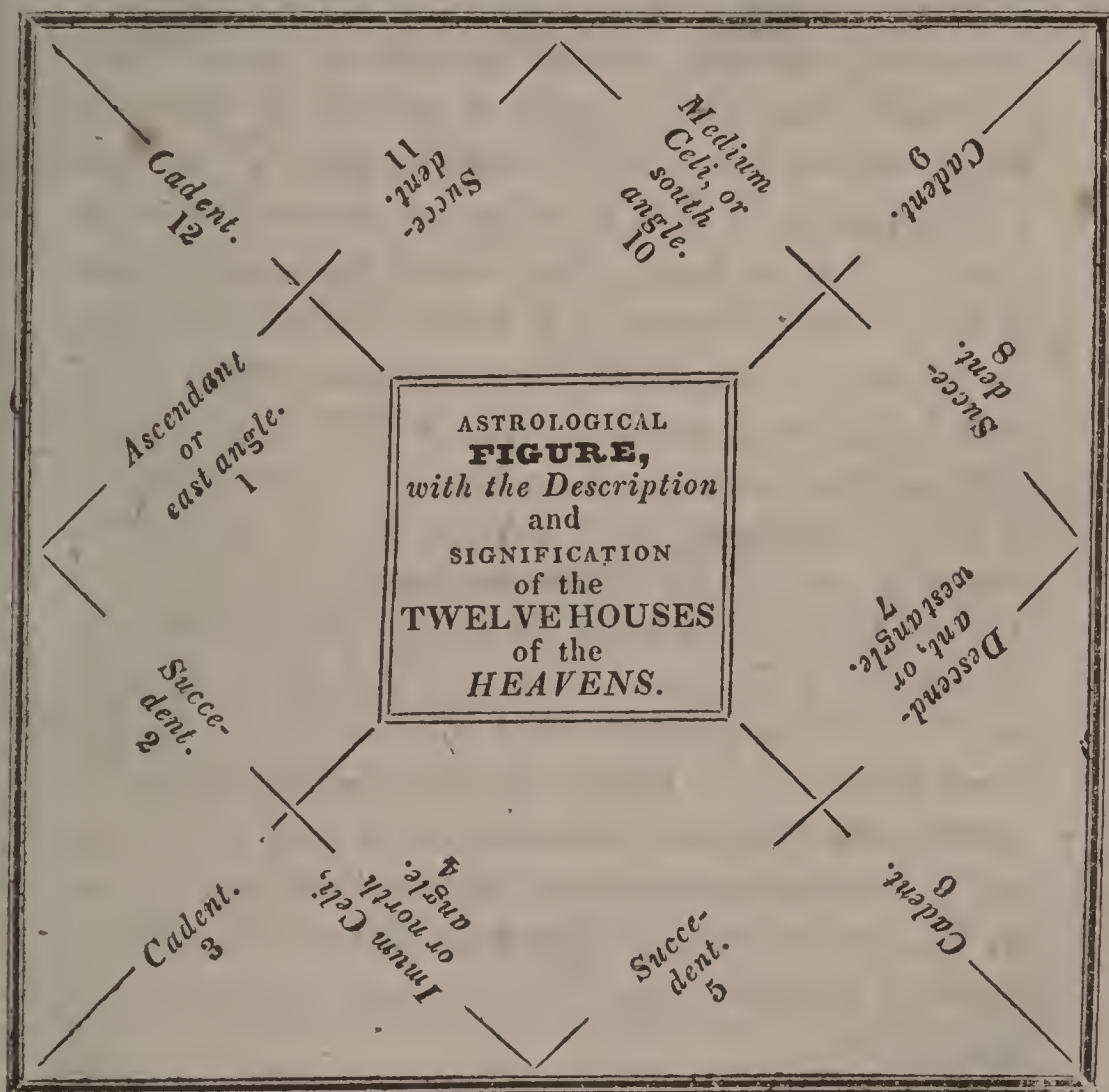 Cadent.
12
Succe-
dent.
11
Medium
Celi, or
south
angle.
10
Cadent.
9
Ascendant
or
east angle.
1
ASTROLOGICAL
FIGURE,
with the Description
and
SIGNIFICATION
of the
TWELVE HOUSES
of the
HEAVENS.
Succe-
dent.
8
Descend-
ant, or
west angle.
7
Succe-
dent.
2
Cadent.
3
Imum Celi,
or north
angle.
4
Succe-
dent.
5
Cadent.
6